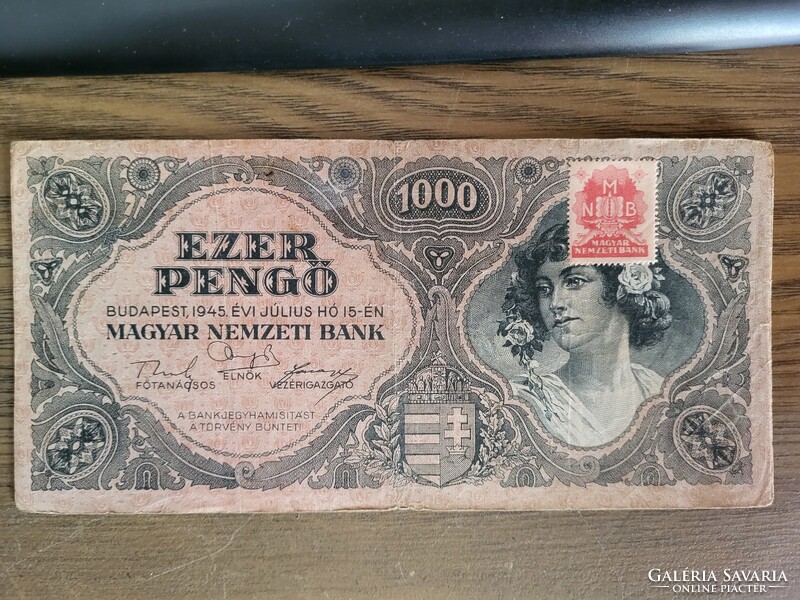 1000
M
N B
MAGYAR
NEMZETI BANK
EZER
PENGŐ
BUDAPEST, 1945. ÉVI JÚLIUS HÓ 15-ÉN
MAGYAR NEMZETI BANK
FŐTANÁCSOS
ELNÖK
VEZÉRIGAZGATÓ
A BANKJEGYHAMISITÁST
A TÖRVÉNY BÜNTETI
GALÉRIA SAVARIA
ONLINE PIACTÉR